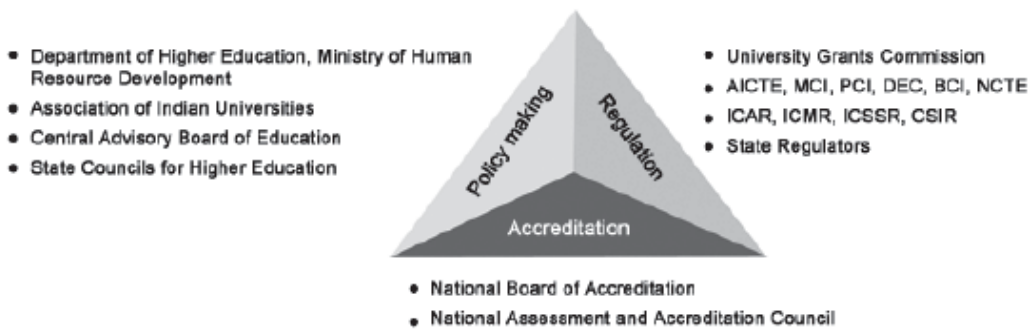 • Department of Higher Education, Ministry of Human
Resource Development
• Association of Indian Universities
• Central Advisory Board of Education
• State Councils for Higher Education
Policy making
Regulation
Accreditation
• University Grants Commission
• AICTE, MCI, PCI, DEC, BCI, NCTE
• ICAR, ICMR, ICSSR, CSIR
• State Regulators
• National Board of Accreditation
• National Assessment and Accreditation Council